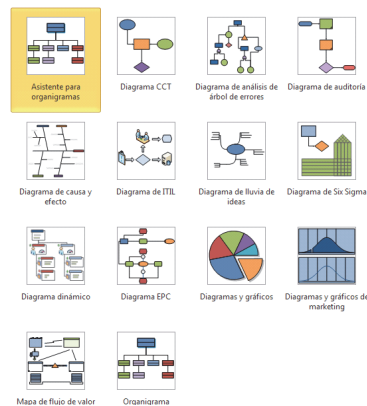 Asistente para
organigramas
Diagrama CCT
Diagrama de análisis de
árbol de errores
Diagrama de auditoría
Diagrama de causa y
efecto
Diagrama de ITIL
Diagrama de lluvia de
ideas
Diagrama de Six Sigma
Diagrama dinámico
Diagrama EPC
Diagramas y gráficos
Diagramas y gráficos de
marketing
Mapa de flujo de valor
Organigrama